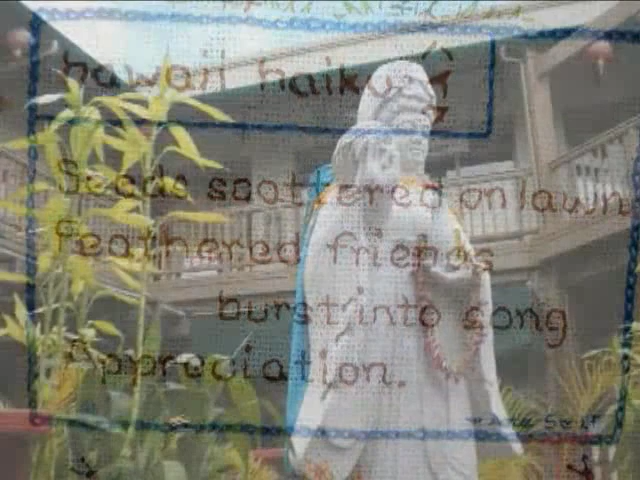 hawaii haiku
Seeds scattered on lawn
feathered friends
burst into song
Appreciation.